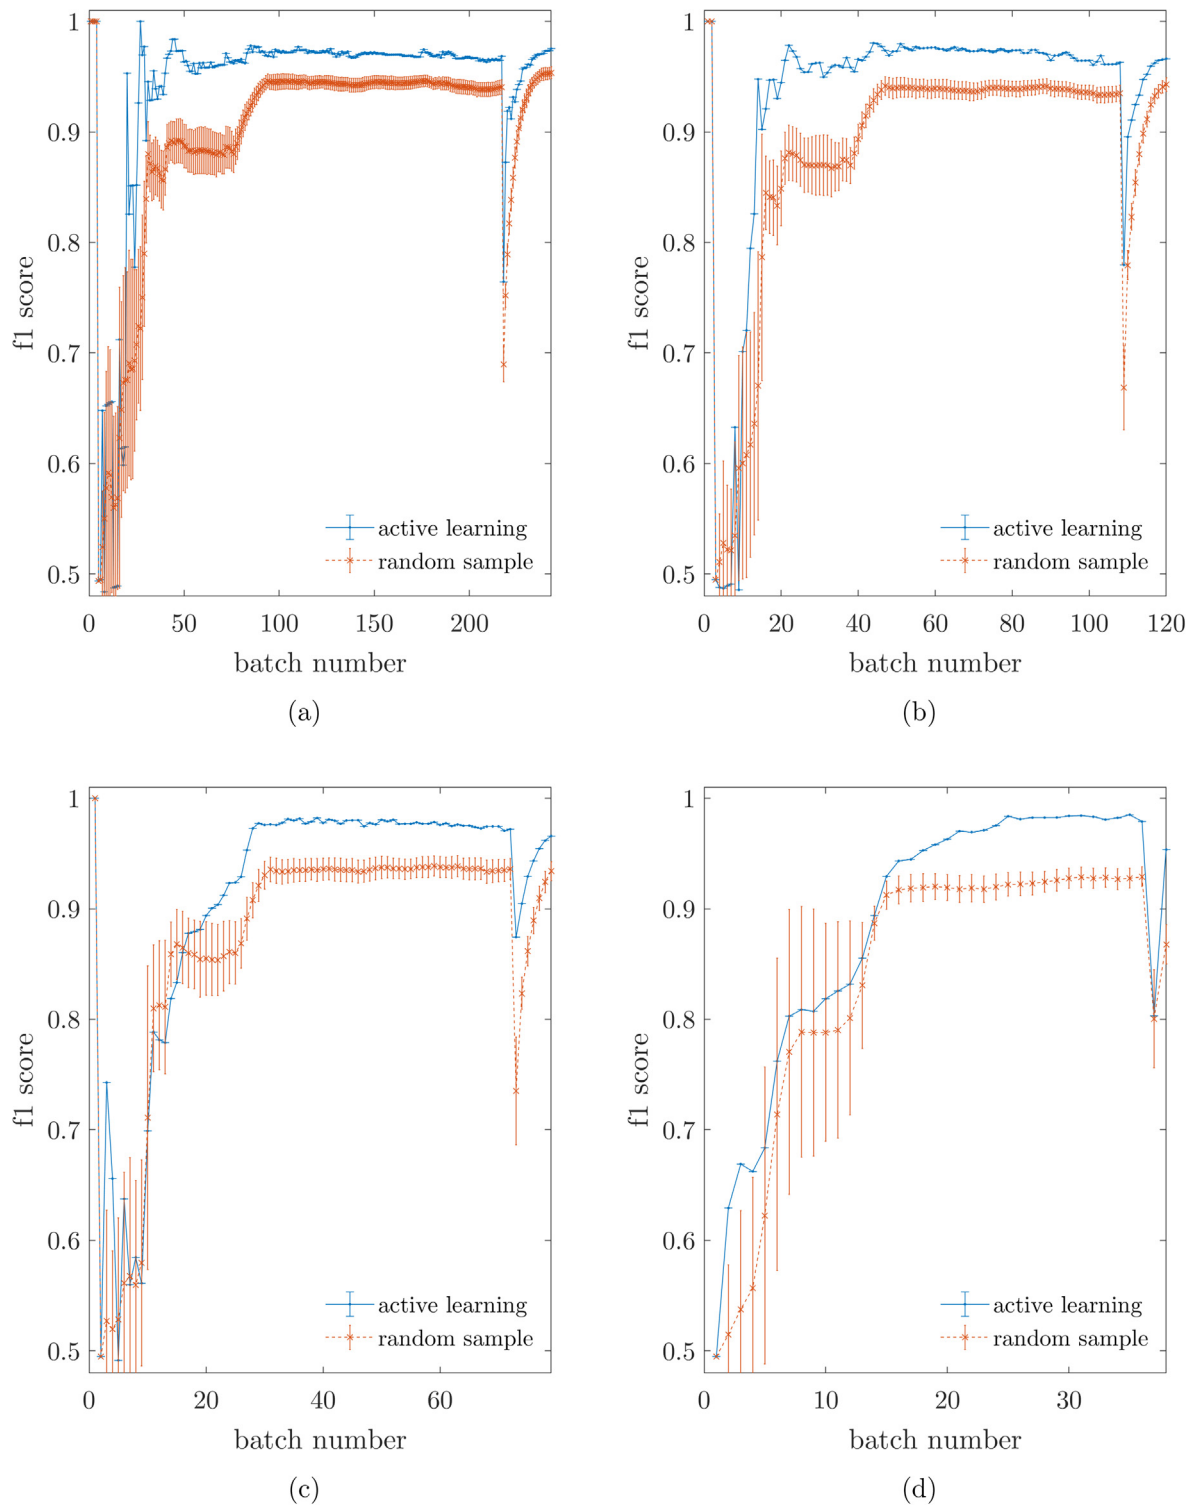 1
0.9
0.8
0.7
0.6
0.5
f1 score
active learning
random sample
0 50 100 150 200
batch number
(a)
1
0.9
0.8
0.7
0.6
0.5
f1 score
active learning
random sample
0 20 40 60 80 100 120
batch number
(b)
1
0.9
0.8
0.7
0.6
0.5
f1 score
active learning
random sample
0 20 40 60
batch number
(c)
1
0.9
0.8
0.7
0.6
0.5
f1 score
active learning
random sample
0 10 20 30
batch number
(d)